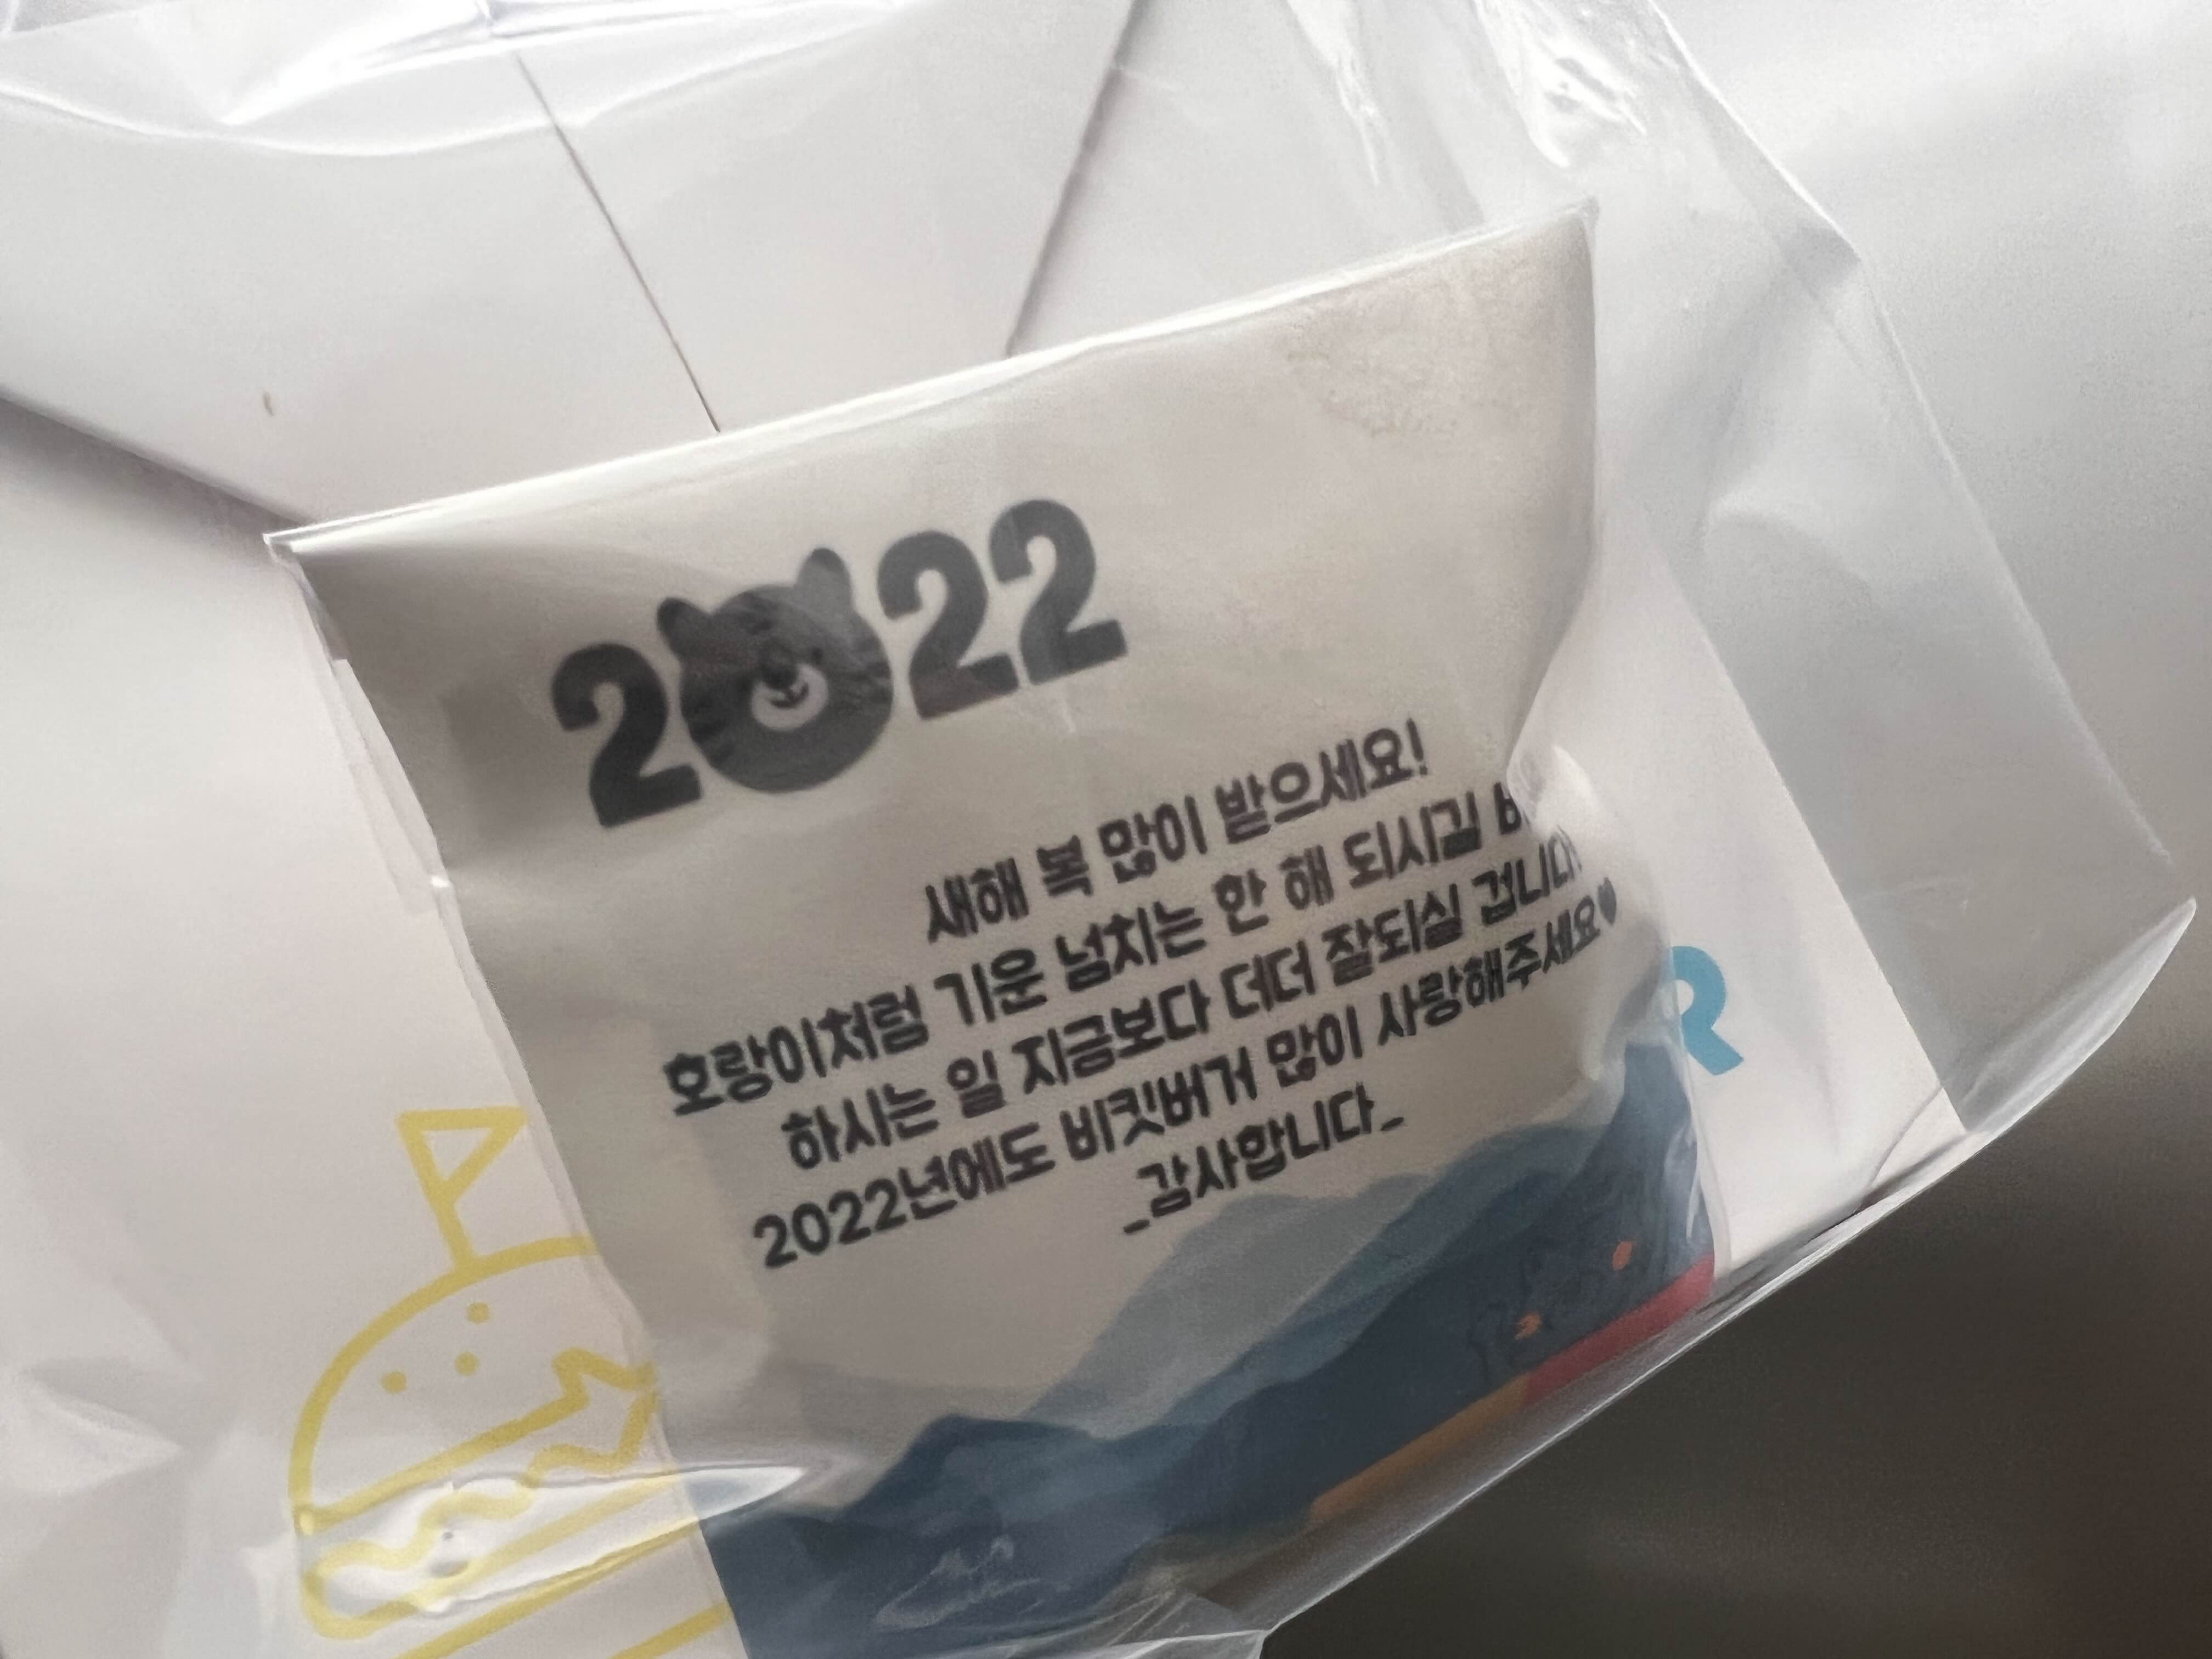 2022
새해 복 많이 받으세요!
호랑이처럼 기운 넘치는 한 해 되시길
하시는 일 지금보다 더더 잘되실 겁니다!
2022년에도 비킷버거 많이 사랑해주세요♥
_감사합니다_
R